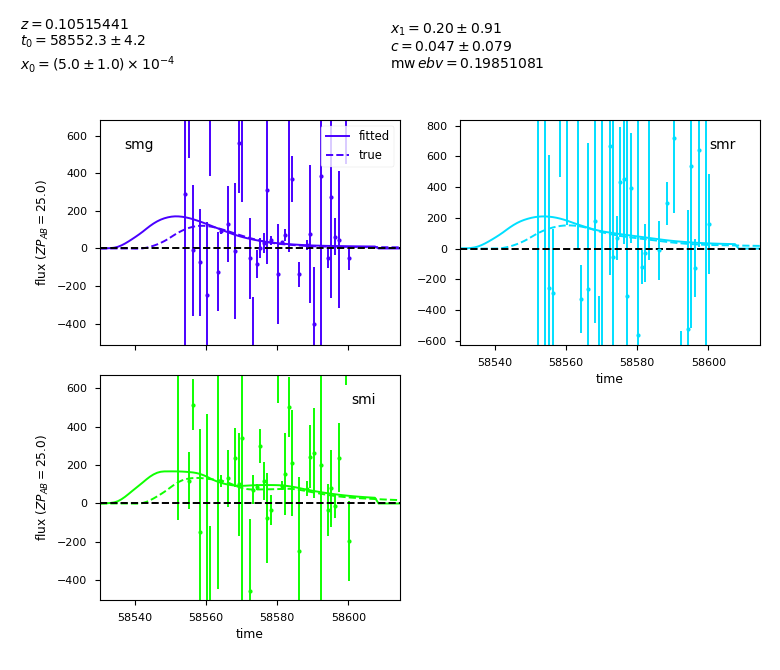 z = 0.10515441
t₀ = 58552.3 ± 4.2
x₀ = (5.0 ± 1.0) × 10⁻⁴
x₁ = 0.20 ± 0.91
c = 0.047 ± 0.079
mw ebv = 0.19851081
smg
fitted
true
600
400
200
0
−200
−400
flux (ZP_AB = 25.0)
smr
800
600
400
200
0
−200
−400
−600
58540 58560 58580 58600
time
smi
600
400
200
0
−200
−400
flux (ZP_AB = 25.0)
58540 58560 58580 58600
time